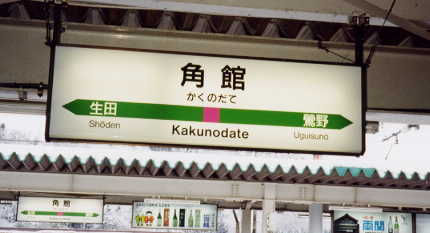 角館
かくのだて
生田
鶯野
Shōden
Kakunodate
Uguisuno
角館